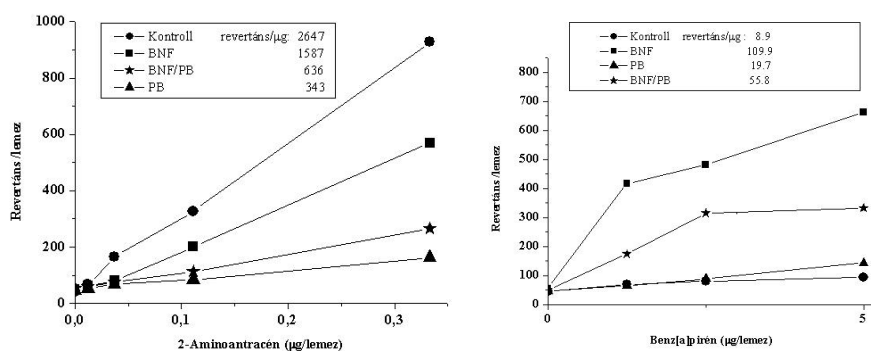 Kontroll revertáns/µg: 2647
BNF 1587
BNF/PB 636
PB 343
1000
800
600
400
200
0
Revertáns /lemez
0,0 0,1 0,2 0,3
2-Aminoantracén (µg/lemez)
Kontroll revertáns/µg : 8.9
BNF 109.9
PB 19.7
BNF/PB 55.8
800
700
600
500
400
300
200
100
0
Revertáns /lemez
0 5
Benz[a]pirén (µg/lemez)